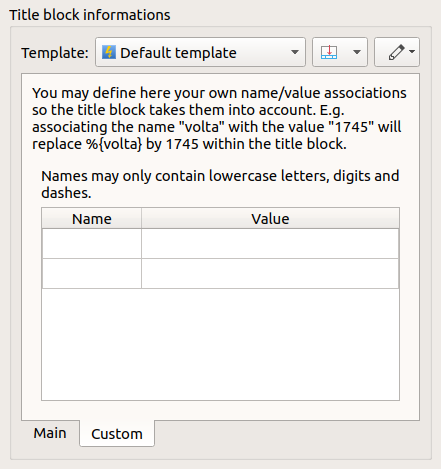 Title block informations
Template: Default template
You may define here your own name/value associations
so the title block takes them into account. E.g.
associating the name "volta" with the value "1745" will
replace %{volta} by 1745 within the title block.
Names may only contain lowercase letters, digits and
dashes.
Name Value
Main Custom